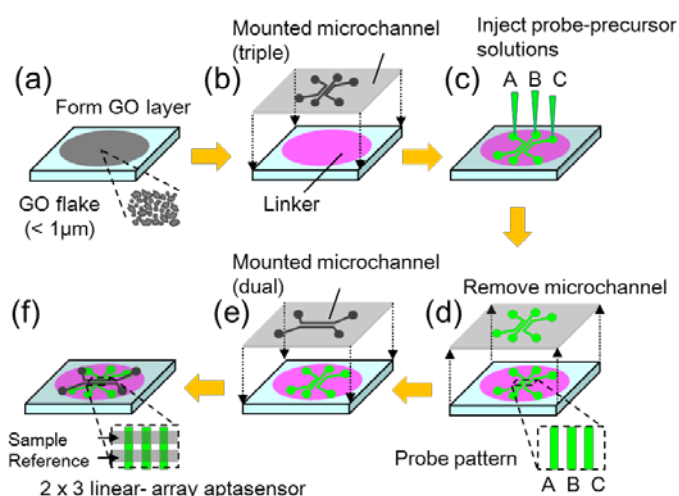 Mounted microchannel
(triple)
Inject probe-precursor
solutions
(a)
(b)
(c)
A B C
Form GO layer
GO flake
(< 1μm)
Linker
Mounted microchannel
(dual)
Remove microchannel
(f)
(e)
(d)
Sample
Reference
Probe pattern
A B C
2 x 3 linear- array aptasensor